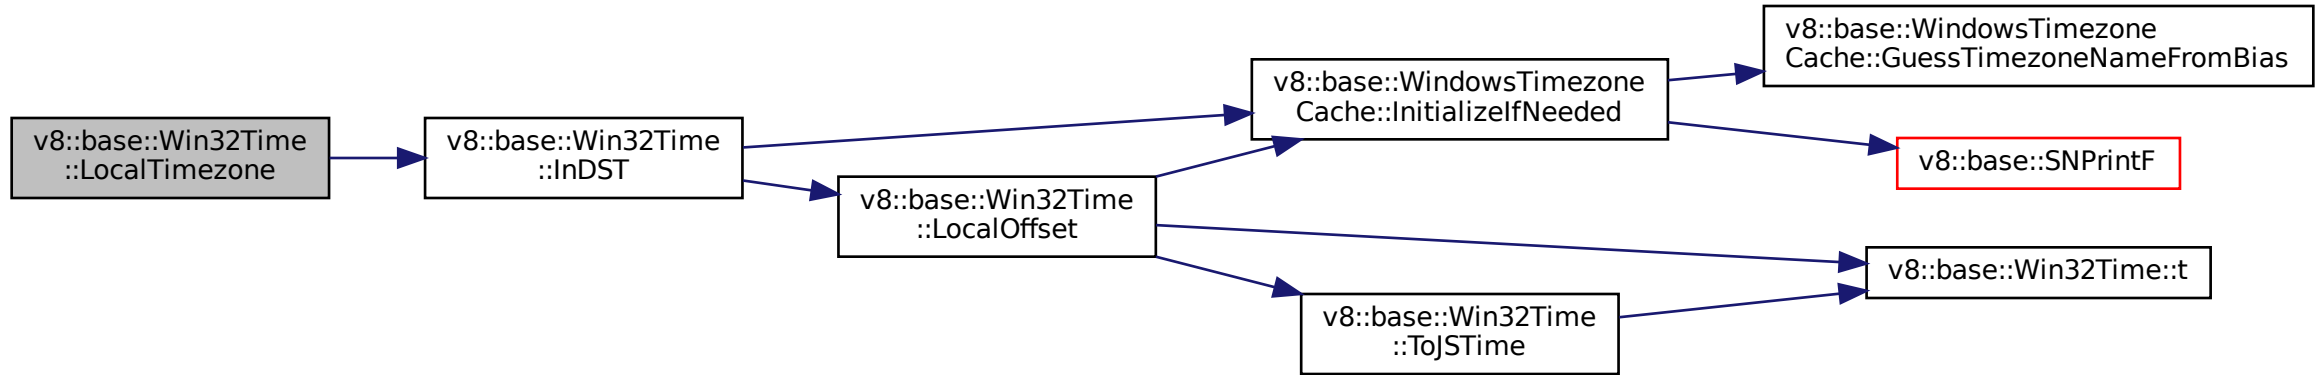 v8::base::Win32Time
::LocalTimezone
v8::base::Win32Time
::InDST
v8::base::WindowsTimezone
Cache::InitializeIfNeeded
v8::base::WindowsTimezone
Cache::GuessTimezoneNameFromBias
v8::base::SNPrintF
v8::base::Win32Time
::LocalOffset
v8::base::Win32Time::t
v8::base::Win32Time
::ToJSTime